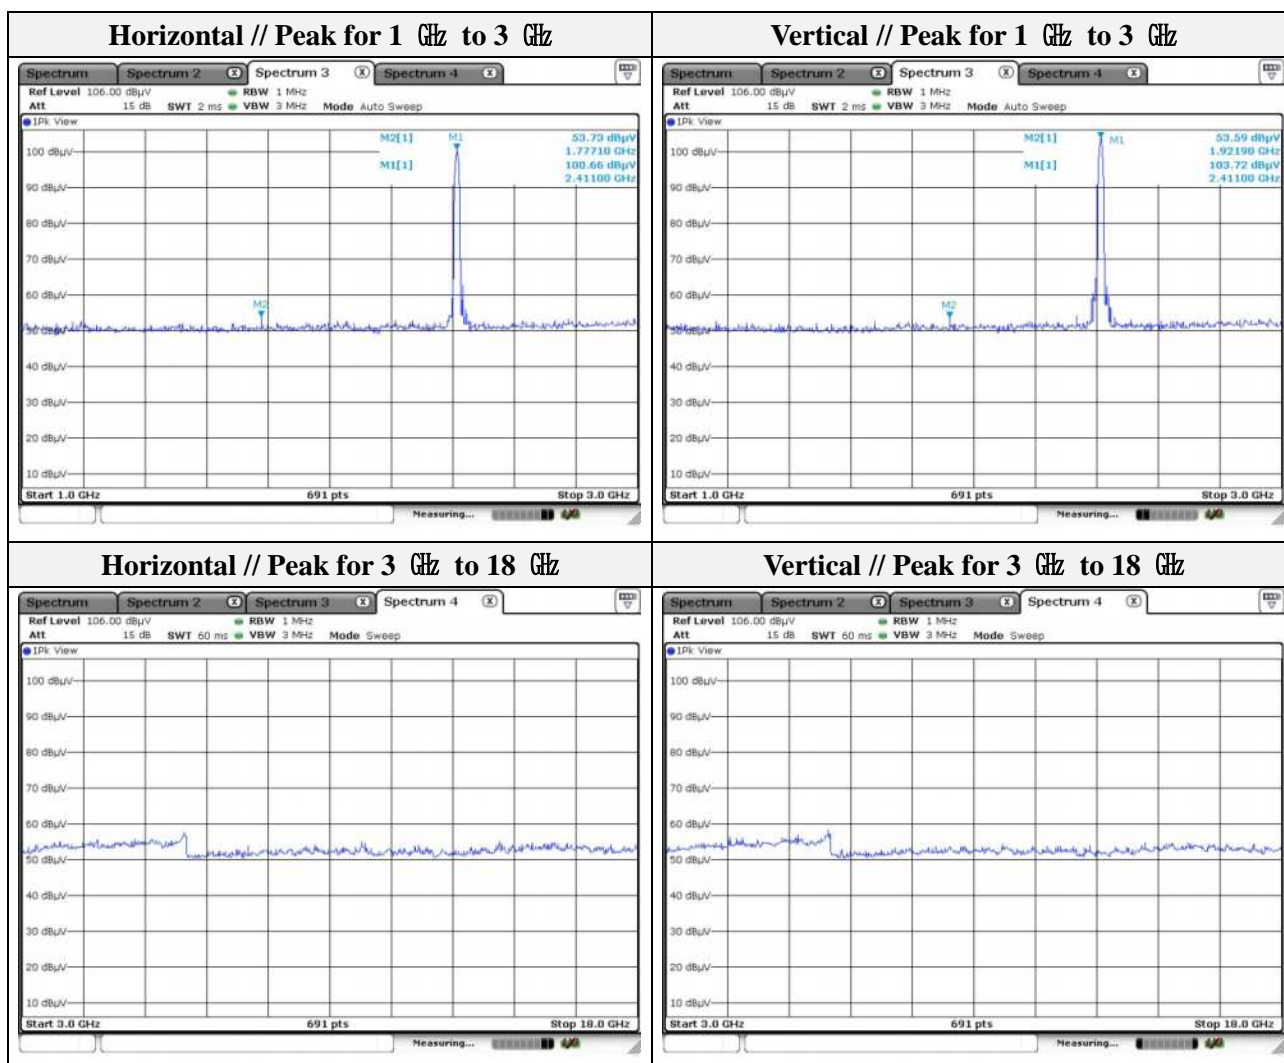 Horizontal // Peak for 1 ㎓ to 3 ㎓
Spectrum Spectrum 2 X Spectrum 3 X Spectrum 4 X
Ref Level 106.00 dBµV RBW 1 MHz
Att 15 dB SWT 2 ms VBW 3 MHz Mode Auto Sweep
1Pk View
M2[1] 53.73 dBµV
1.77710 GHz
M1[1] 100.66 dBµV
2.41100 GHz
M1
M2
100 dBµV
90 dBµV
80 dBµV
70 dBµV
60 dBµV
50 dBµV
40 dBµV
30 dBµV
20 dBµV
10 dBµV
Start 1.0 GHz 691 pts Stop 3.0 GHz
Measuring...
Vertical // Peak for 1 ㎓ to 3 ㎓
Spectrum Spectrum 2 X Spectrum 3 X Spectrum 4 X
Ref Level 106.00 dBµV RBW 1 MHz
Att 15 dB SWT 2 ms VBW 3 MHz Mode Auto Sweep
1Pk View
M2[1] 53.59 dBµV
1.92190 GHz
M1[1] 103.72 dBµV
2.41100 GHz
M1
M2
100 dBµV
90 dBµV
80 dBµV
70 dBµV
60 dBµV
50 dBµV
40 dBµV
30 dBµV
20 dBµV
10 dBµV
Start 1.0 GHz 691 pts Stop 3.0 GHz
Measuring...
Horizontal // Peak for 3 ㎓ to 18 ㎓
Spectrum Spectrum 2 X Spectrum 3 X Spectrum 4 X
Ref Level 106.00 dBµV RBW 1 MHz
Att 15 dB SWT 60 ms VBW 3 MHz Mode Sweep
1Pk View
100 dBµV
90 dBµV
80 dBµV
70 dBµV
60 dBµV
50 dBµV
40 dBµV
30 dBµV
20 dBµV
10 dBµV
Start 3.0 GHz 691 pts Stop 18.0 GHz
Measuring...
Vertical // Peak for 3 ㎓ to 18 ㎓
Spectrum Spectrum 2 X Spectrum 3 X Spectrum 4 X
Ref Level 106.00 dBµV RBW 1 MHz
Att 15 dB SWT 60 ms VBW 3 MHz Mode Sweep
1Pk View
100 dBµV
90 dBµV
80 dBµV
70 dBµV
60 dBµV
50 dBµV
40 dBµV
30 dBµV
20 dBµV
10 dBµV
Start 3.0 GHz 691 pts Stop 18.0 GHz
Measuring...